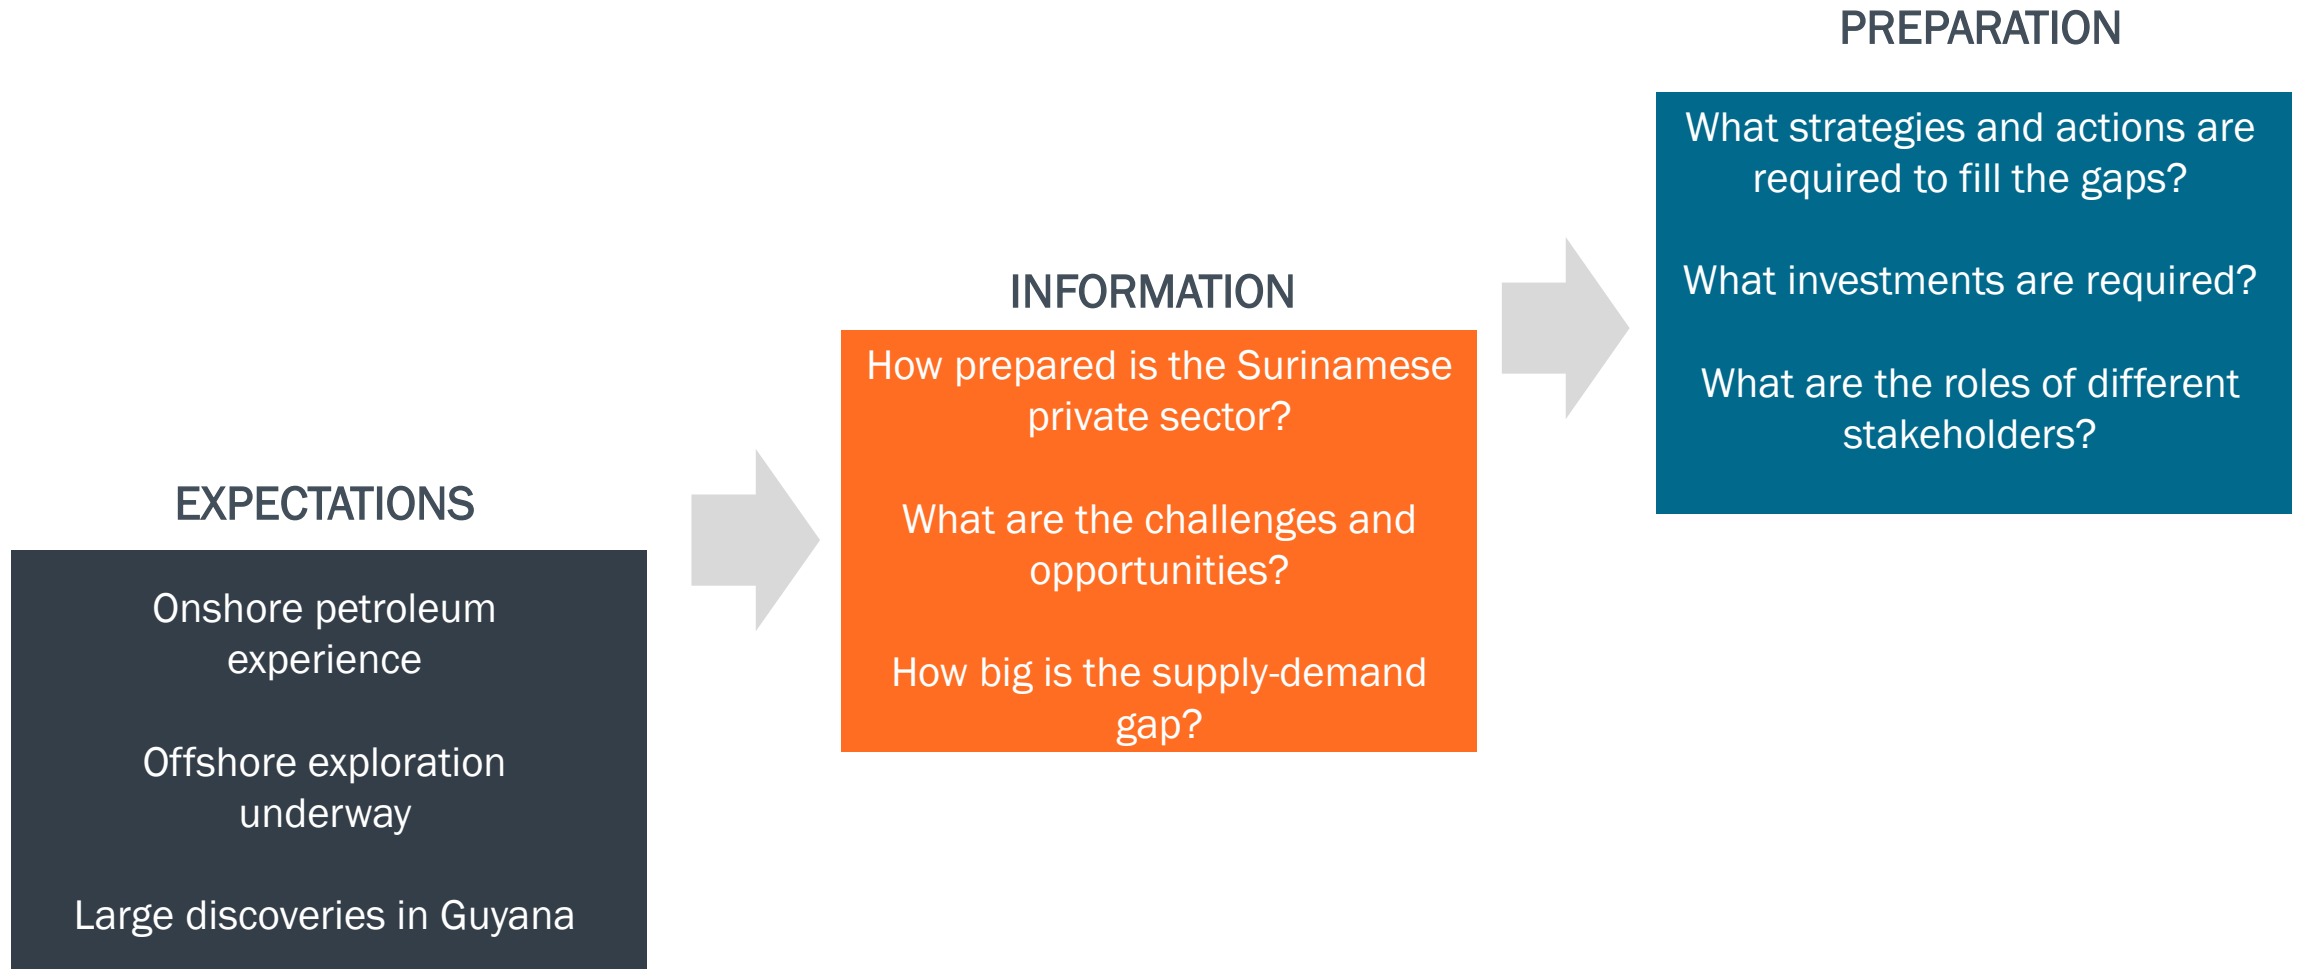 EXPECTATIONS
Onshore petroleum
experience
Offshore exploration
underway
Large discoveries in Guyana
INFORMATION
How prepared is the Surinamese
private sector?
What are the challenges and
opportunities?
How big is the supply-demand
gap?
PREPARATION
What strategies and actions are
required to fill the gaps?
What investments are required?
What are the roles of different
stakeholders?